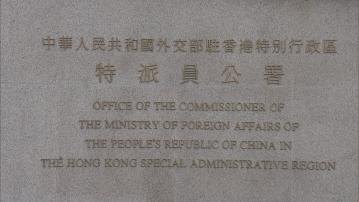 中華人民共和國外交部駐香港特別行政區
特派員公署
OFFICE OF THE COMMISSIONER OF
THE MINISTRY OF FOREIGN AFFAIRS OF
THE PEOPLE'S REPUBLIC OF CHINA IN
THE HONG KONG SPECIAL ADMINISTRATIVE REGION